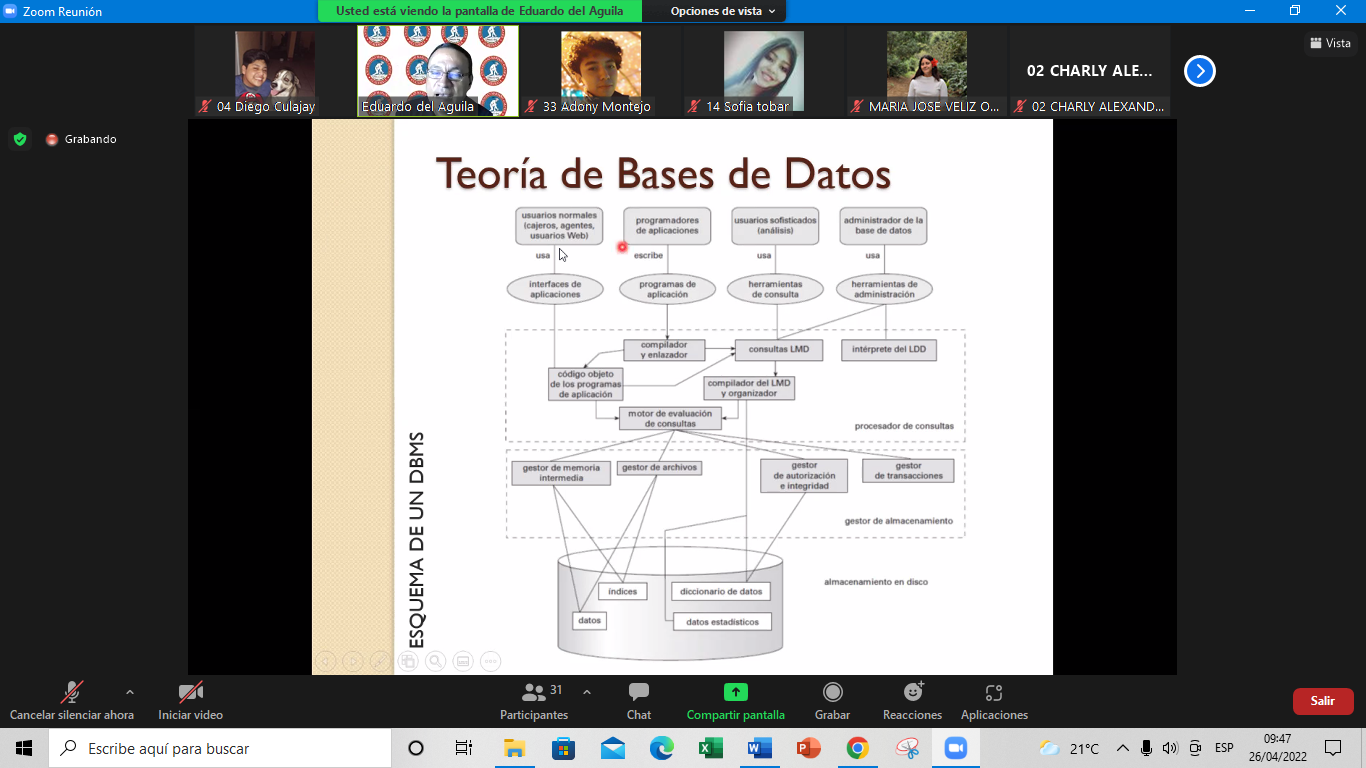 Zoom Reunión
Usted está viendo la pantalla de Eduardo del Aguila
Opciones de vista
Vista
04 Diego Culajay
Eduardo del Aguila
33 Adony Montejo
14 Sofia tobar
MARIA JOSE VELIZ O...
02 CHARLY ALE...
02 CHARLY ALEXAND...
Grabando
Teoría de Bases de Datos
usuarios normales
(cajeros, agentes,
usuarios Web)
programadores
de aplicaciones
usuarios sofisticados
(análisis)
administrador de la
base de datos
usa
escribe
usa
usa
interfaces de
aplicaciones
programas de
aplicación
herramientas
de consulta
herramientas de
administración
compilador
y enlazador
consultas LMD
intérprete del LDD
código objeto
de los programas
de aplicación
compilador del LMD
y organizador
motor de evaluación
de consultas
procesador de consultas
gestor de memoria
intermedia
gestor de archivos
gestor
de autorización
e integridad
gestor
de transacciones
gestor de almacenamiento
índices
diccionario de datos
almacenamiento en disco
datos
datos estadísticos
ESQUEMA DE UN DBMS
Cancelar silenciar ahora
Iniciar video
31
Participantes
Chat
Compartir pantalla
Grabar
Reacciones
Aplicaciones
Salir
Escribe aquí para buscar
21°C
ESP
09:47
26/04/2022